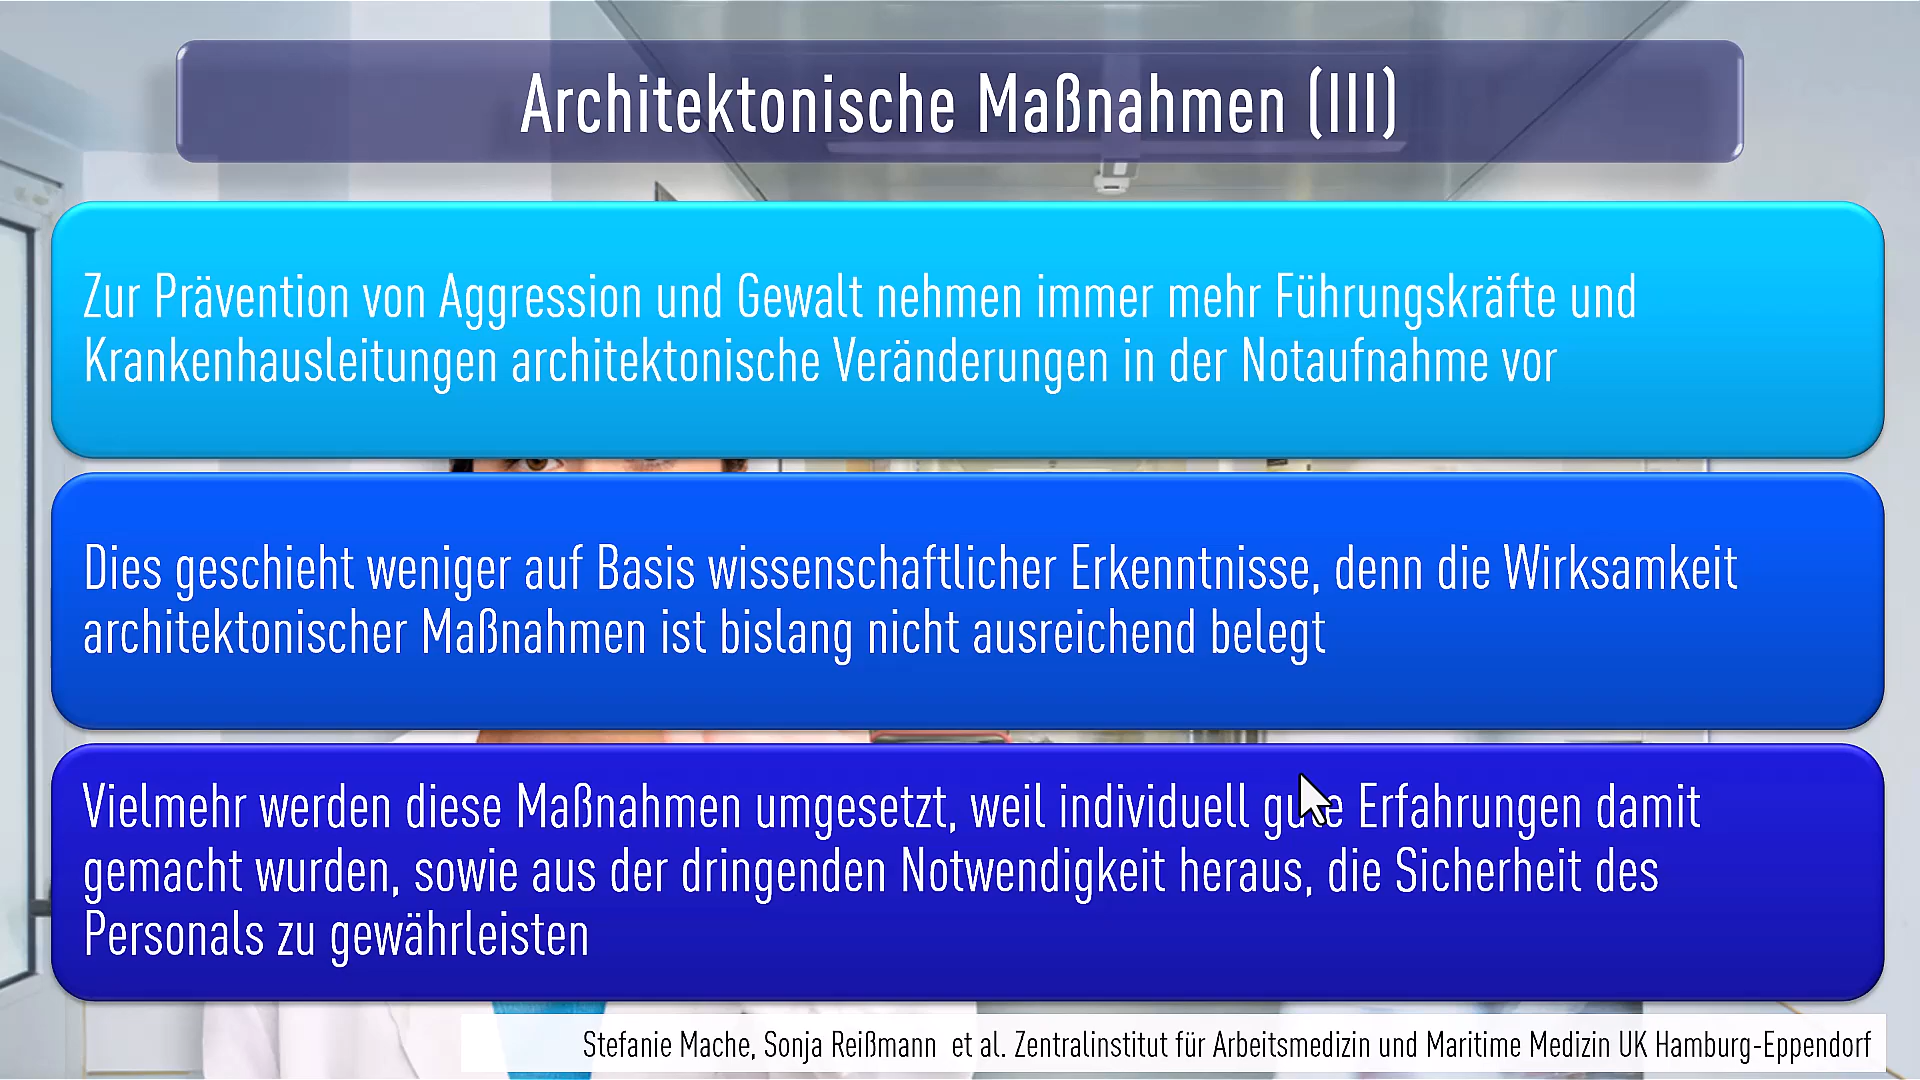 Architektonische Maßnahmen (III)
Zur Prävention von Aggression und Gewalt nehmen immer mehr Führungskräfte und
Krankenhausleitungen architektonische Veränderungen in der Notaufnahme vor
Dies geschieht weniger auf Basis wissenschaftlicher Erkenntnisse, denn die Wirksamkeit
architektonischer Maßnahmen ist bislang nicht ausreichend belegt
Vielmehr werden diese Maßnahmen umgesetzt, weil individuell gute Erfahrungen damit
gemacht wurden, sowie aus der dringenden Notwendigkeit heraus, die Sicherheit des
Personals zu gewährleisten
Stefanie Mache, Sonja Reißmann et al. Zentralinstitut für Arbeitsmedizin und Maritime Medizin UK Hamburg-Eppendorf